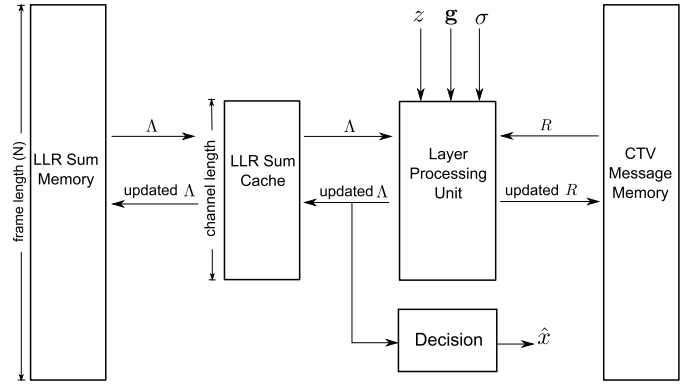 z g σ
frame length (N)
LLR Sum
Memory
Λ
updated Λ
channel length
LLR Sum
Cache
Λ
updated Λ
Layer
Processing
Unit
R
updated R
CTV
Message
Memory
Decision
x̂